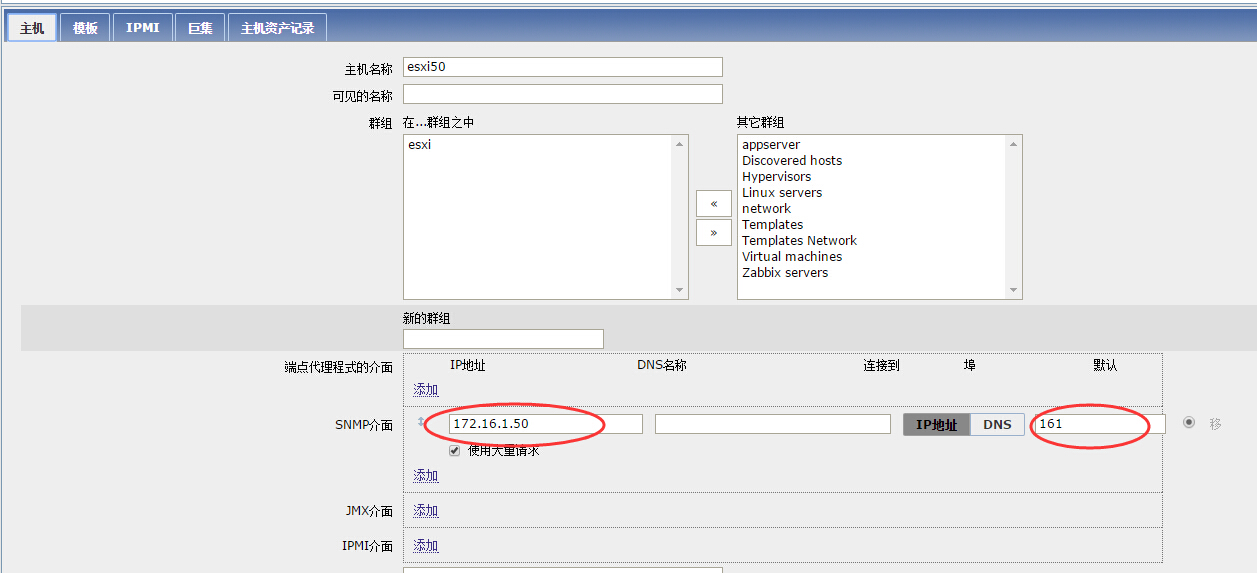 主机 模板 IPMI 巨集 主机资产记录
主机名称 esxi50
可见的名称
群组 在...群组之中 其它群组
esxi appserver
Discovered hosts
Hypervisors
« Linux servers
network
» Templates
Templates Network
Virtual machines
Zabbix servers
新的群组
端点代理程式的介面 IP地址 DNS名称 连接到 埠 默认
添加
SNMP介面 172.16.1.50 IP地址 DNS 161 移
使用大量请求
添加
JMX介面 添加
IPMI介面 添加